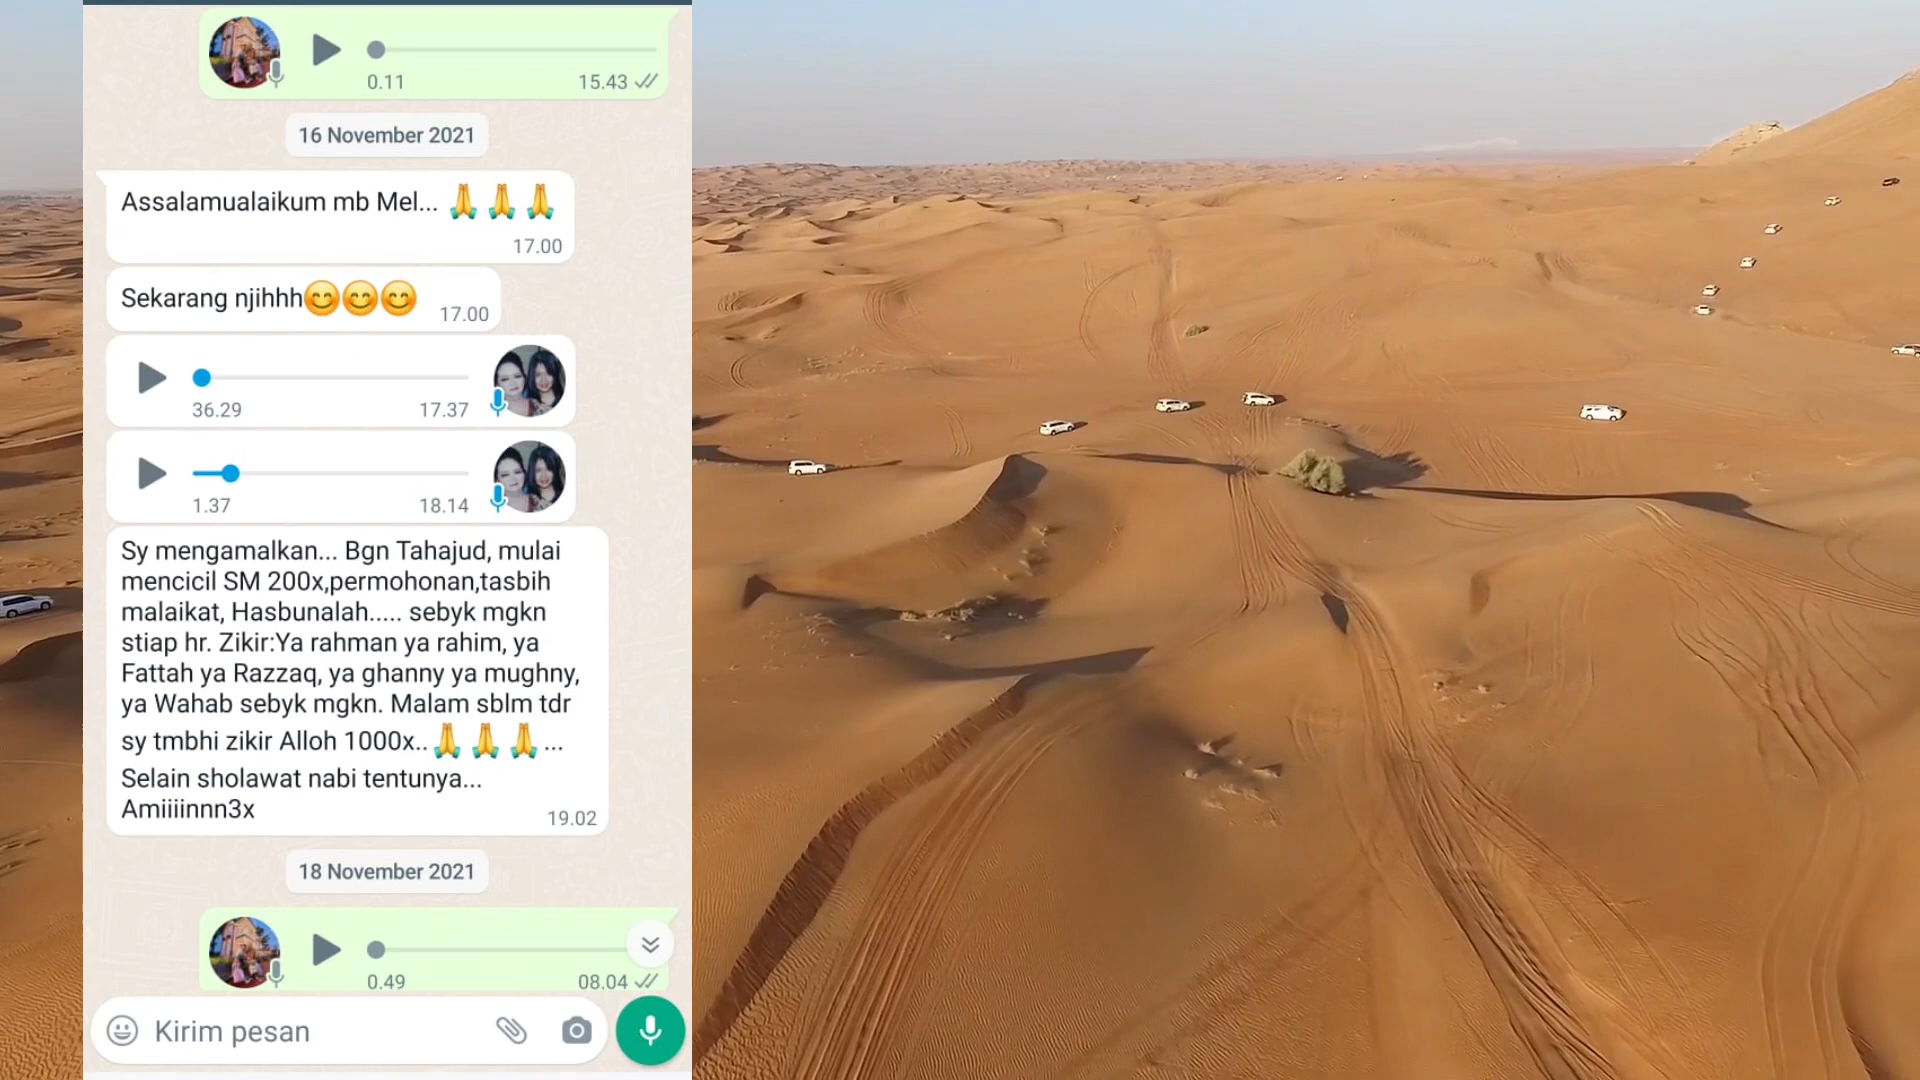 0.11 15.43
16 November 2021
Assalamualaikum mb Mel... 🙏🙏🙏
17.00
Sekarang njihhh😊😊😊 17.00
36.29 17.37
1.37 18.14
Sy mengamalkan... Bgn Tahajud, mulai
mencicil SM 200x,permohonan,tasbih
malaikat, Hasbunalah..... sebyk mgkn
stiap hr. Zikir:Ya rahman ya rahim, ya
Fattah ya Razzaq, ya ghanny ya mughny,
ya Wahab sebyk mgkn. Malam sblm tdr
sy tmbhi zikir Alloh 1000x..🙏🙏🙏...
Selain sholawat nabi tentunya...
Amiiiinnn3x 19.02
18 November 2021
0.49 08.04
Kirim pesan